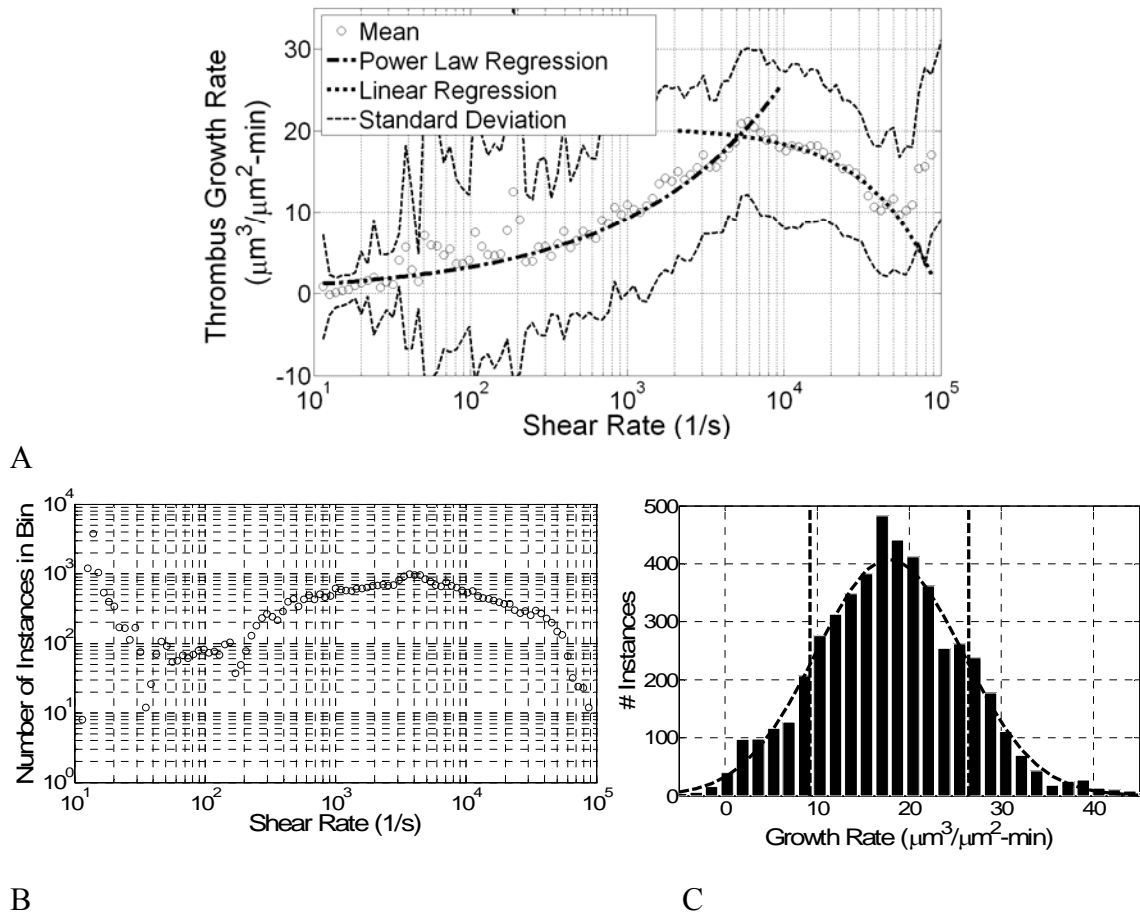 Thrombus Growth Rate
(μm³/μm²-min)
30
20
10
0
-10
Mean
Power Law Regression
Linear Regression
Standard Deviation
10¹
10²
10³
10⁴
10⁵
Shear Rate (1/s)
A
Number of Instances in Bin
10⁴
10³
10²
10¹
10⁰
10¹
10²
10³
10⁴
10⁵
Shear Rate (1/s)
# Instances
500
400
300
200
100
0
0
10
20
30
40
Growth Rate (μm³/μm²-min)
B
C